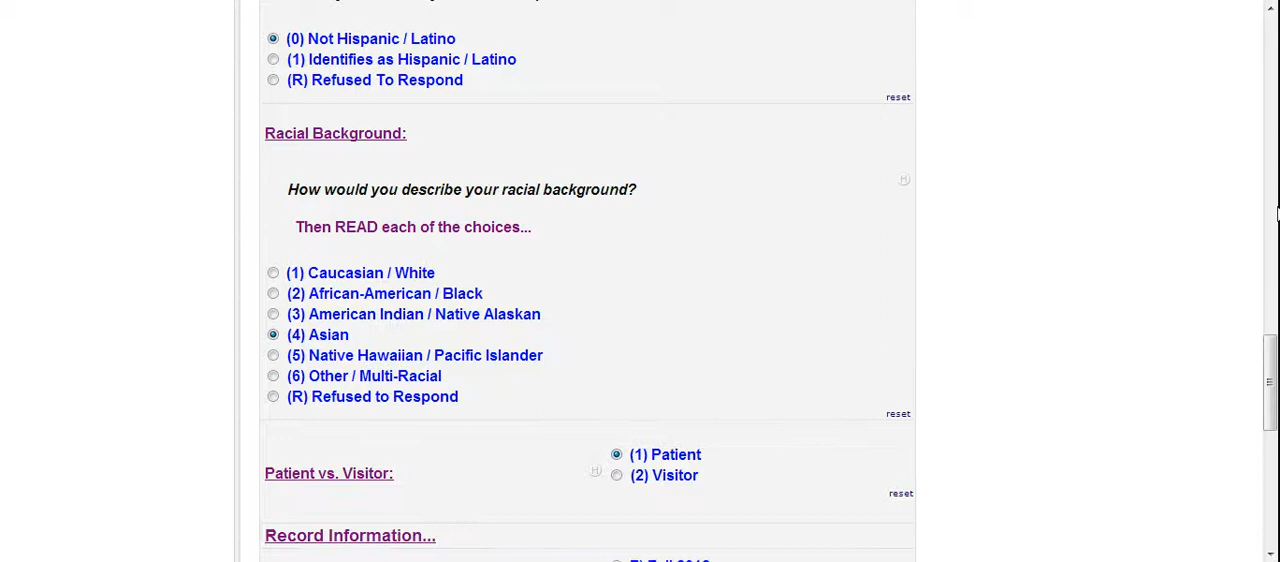 (0) Not Hispanic / Latino
(1) Identifies as Hispanic / Latino
(R) Refused To Respond
reset
Racial Background:
How would you describe your racial background?
H
Then READ each of the choices...
(1) Caucasian / White
(2) African-American / Black
(3) American Indian / Native Alaskan
(4) Asian
(5) Native Hawaiian / Pacific Islander
(6) Other / Multi-Racial
(R) Refused to Respond
reset
(1) Patient
Patient vs. Visitor:
H
(2) Visitor
reset
Record Information...